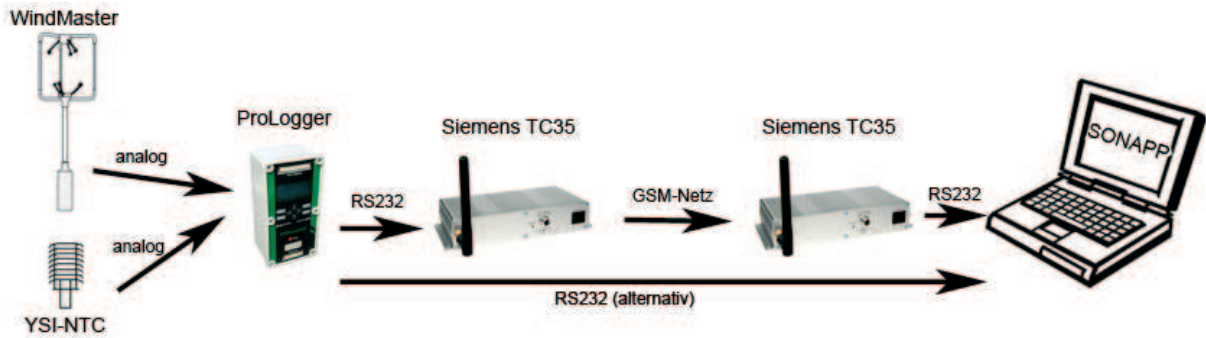 WindMaster
ProLogger
Siemens TC35
Siemens TC35
SONAPP
analog
RS232
GSM-Netz
RS232
analog
RS232 (alternativ)
YSI-NTC